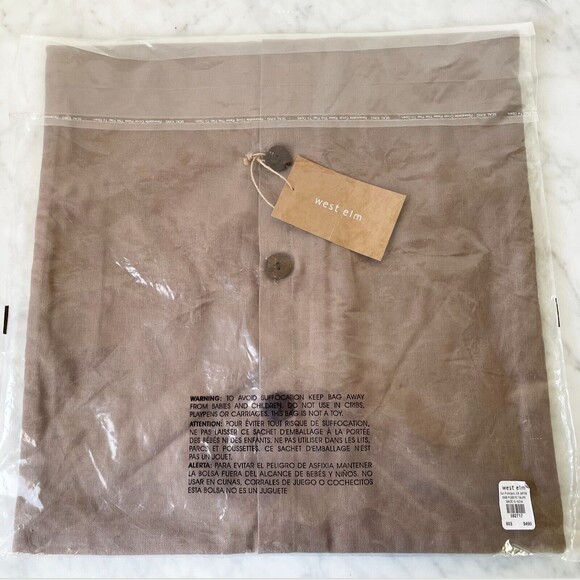 west elm
WARNING: TO AVOID SUFFOCATION KEEP BAG AWAY
FROM BABIES AND CHILDREN. DO NOT USE IN CRIBS,
PLAYPENS OR CARRIAGES. THIS BAG IS NOT A TOY.
ATTENTION: POUR ÉVITER TOUT RISQUE DE SUFFOCATION,
NE PAS LAISSER CE SACHET D'EMBALLAGE À LA PORTÉE
DES BÉBÉS NI DES ENFANTS. NE PAS UTILISER DANS LES LITS,
PARCS ET POUSSETTES. CE SACHET D'EMBALLAGE N'EST
PAS UN JOUET.
ALERTA: PARA EVITAR EL PELIGRO DE ASFIXIA MANTENER
LA BOLSA FUERA DEL ALCANCE DE BEBÉS Y NIÑOS. NO
USAR EN CUNAS, CORRALES DE JUEGO O COCHECITOS
ESTA BOLSA NO ES UN JUGUETE
west elm